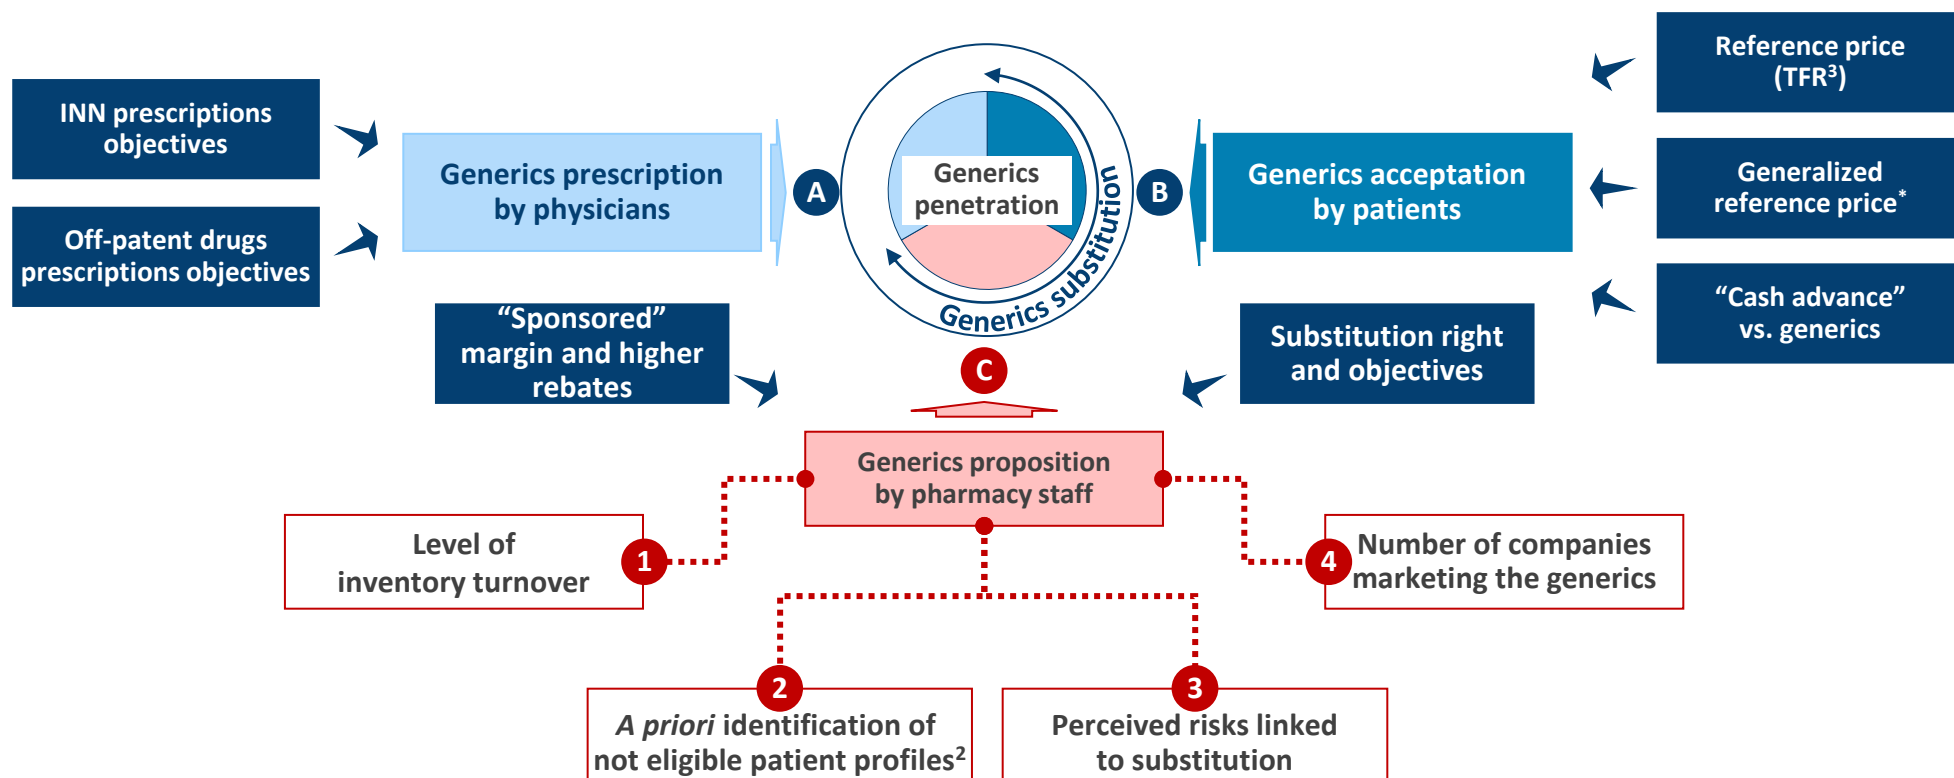 INN prescriptions
objectives
Off-patent drugs
prescriptions objectives
Generics prescription
by physicians
A
Generics
penetration
Generics substitution
B
Generics acceptation
by patients
Reference price
(TFR³)
Generalized
reference price*
“Cash advance”
vs. generics
“Sponsored”
margin and higher
rebates
C
Substitution right
and objectives
Generics proposition
by pharmacy staff
Level of
inventory turnover
1
4
Number of companies
marketing the generics
2
A priori identification of
not eligible patient profiles²
3
Perceived risks linked
to substitution